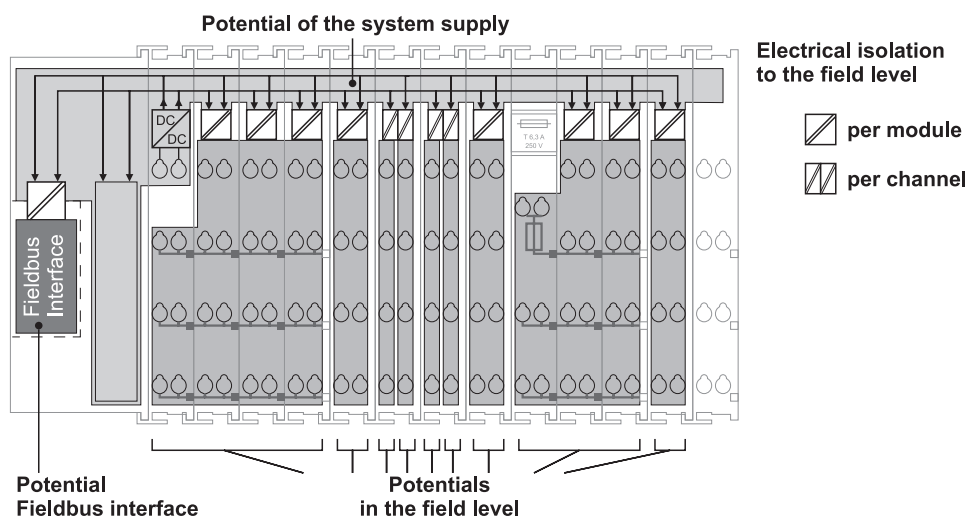 Potential of the system supply
Electrical isolation
to the field level
per module
per channel
DC
DC
T 6,3 A
250 V
Fieldbus
Interface
Potential
Fieldbus interface
Potentials
in the field level